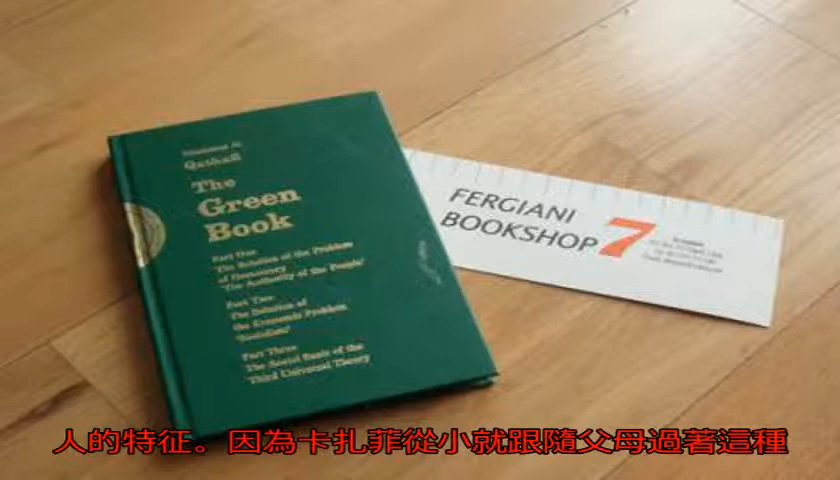 Qathafi
The
Green
Book
Part One
'The Solution of the Problem
of Democracy
'The Authority of the People'
Part Two
The Solution of
the Economic Problem
'Socialism'
Part Three
The Social Basis of the
Third Universal Theory
FERGIANI
BOOKSHOP 7
人的特征。因為卡扎菲從小就跟隨父母過著這種